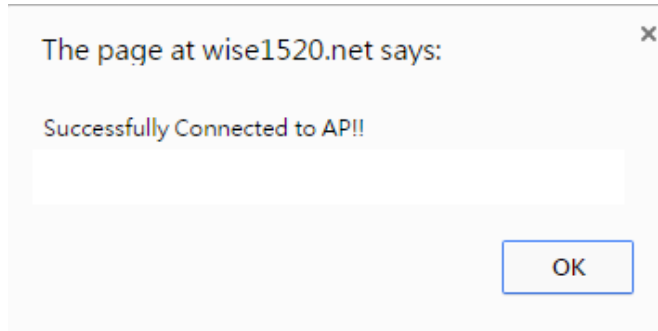 The page at wise1520.net says:
Successfully Connected to AP!!
OK